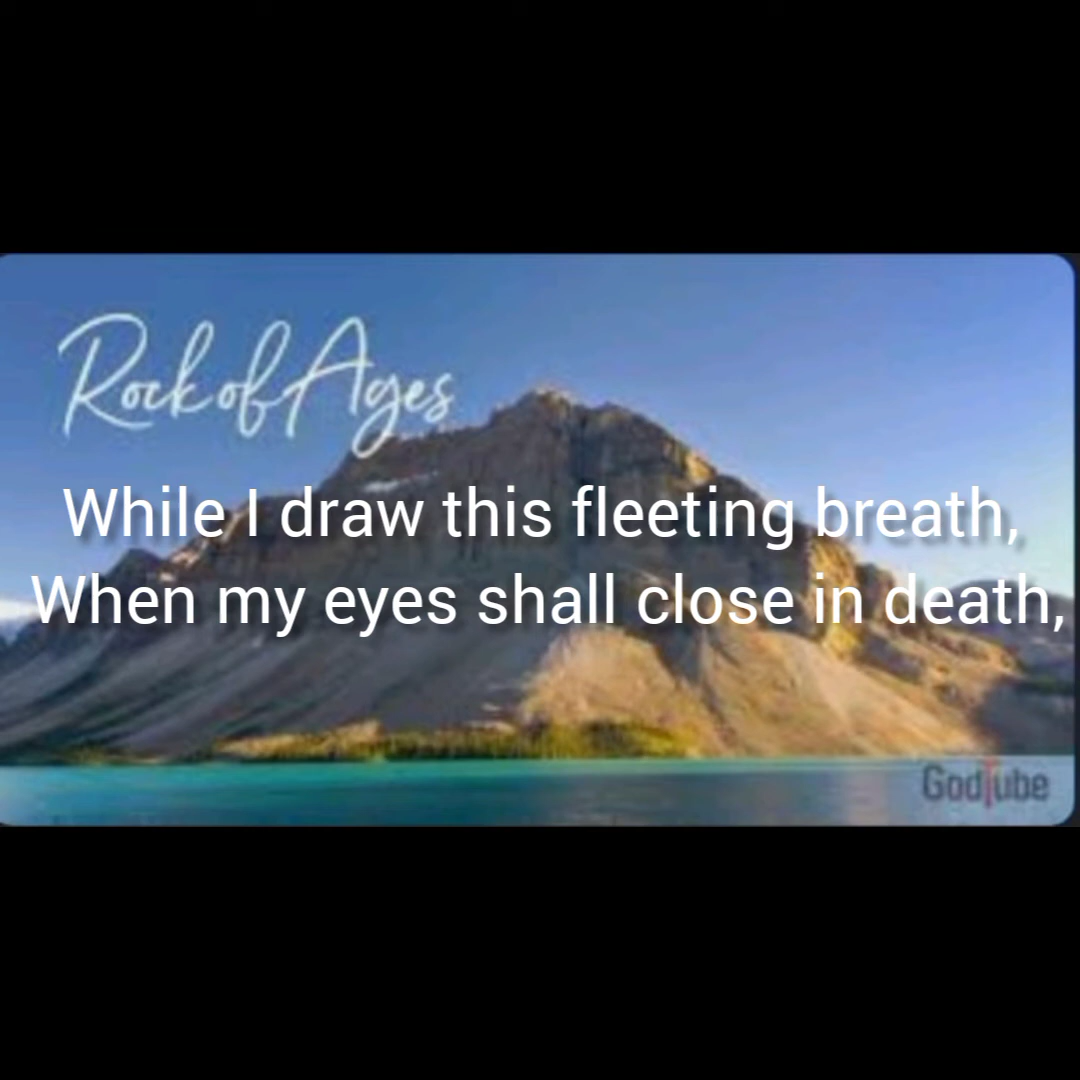 Rock of Ages
While I draw this fleeting breath,
When my eyes shall close in death,
GodTube